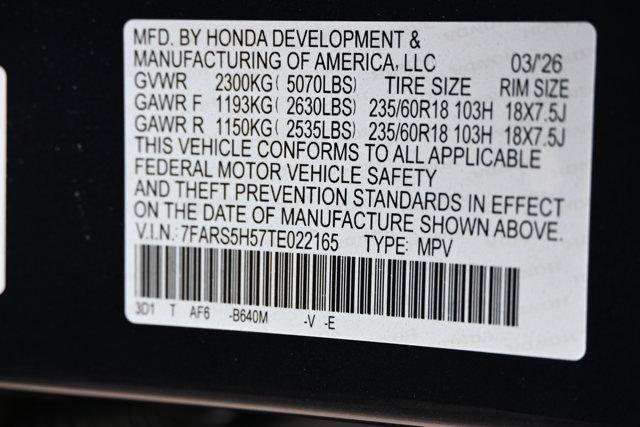 MFD. BY HONDA DEVELOPMENT &
MANUFACTURING OF AMERICA, LLC 03/'26
GVWR 2300KG( 5070LBS) TIRE SIZE RIM SIZE
GAWR F 1193KG( 2630LBS) 235/60R18 103H 18X7.5J
GAWR R 1150KG( 2535LBS) 235/60R18 103H 18X7.5J
THIS VEHICLE CONFORMS TO ALL APPLICABLE
FEDERAL MOTOR VEHICLE SAFETY
AND THEFT PREVENTION STANDARDS IN EFFECT
ON THE DATE OF MANUFACTURE SHOWN ABOVE.
V.I.N.: 7FARS5H57TE022165 TYPE: MPV
3D1 T AF6 -B640M -V -E